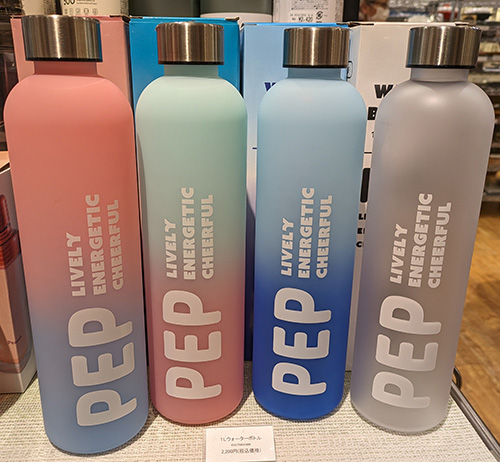 LIVELY
ENERGETIC
CHEERFUL
PEP
LIVELY
ENERGETIC
CHEERFUL
PEP
LIVELY
ENERGETIC
CHEERFUL
PEP
LIVELY
ENERGETIC
CHEERFUL
PEP
1Lウォーターボトル
2,200円(税込価格)